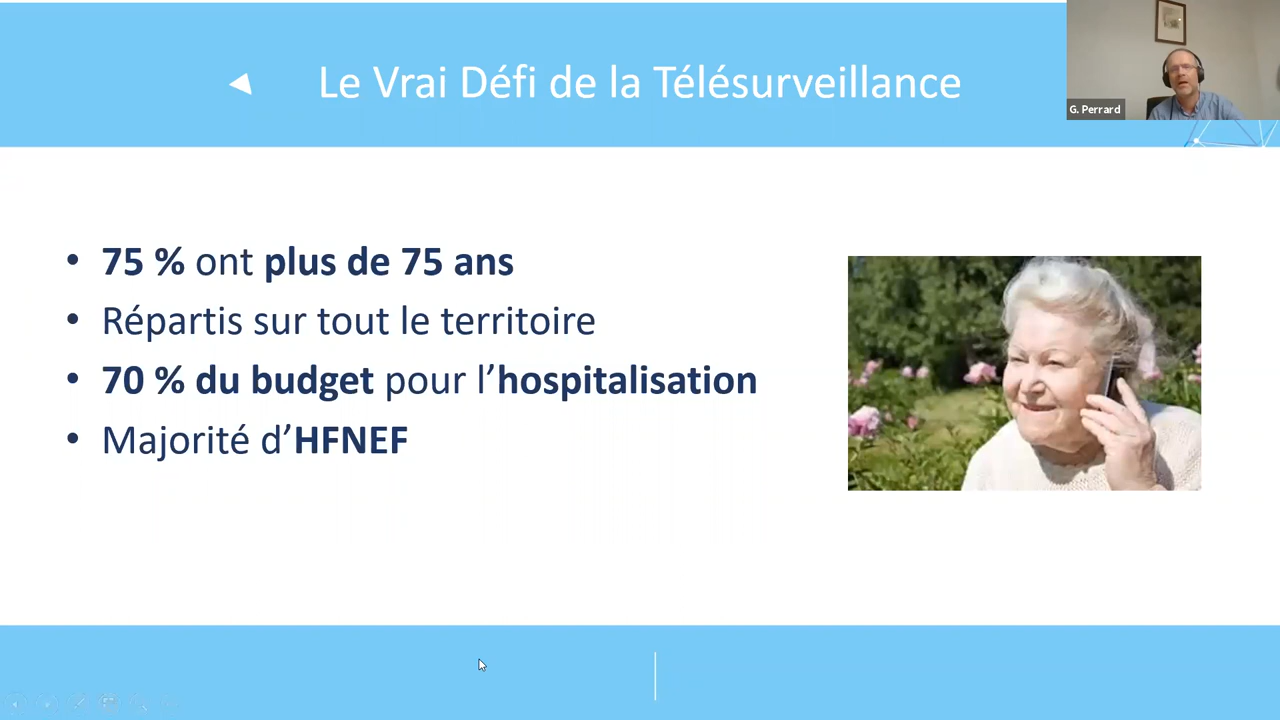 Le Vrai Défi de la Télésurveillance
G. Perrard
• 75 % ont plus de 75 ans
• Répartis sur tout le territoire
• 70 % du budget pour l’hospitalisation
• Majorité d’HFNEF